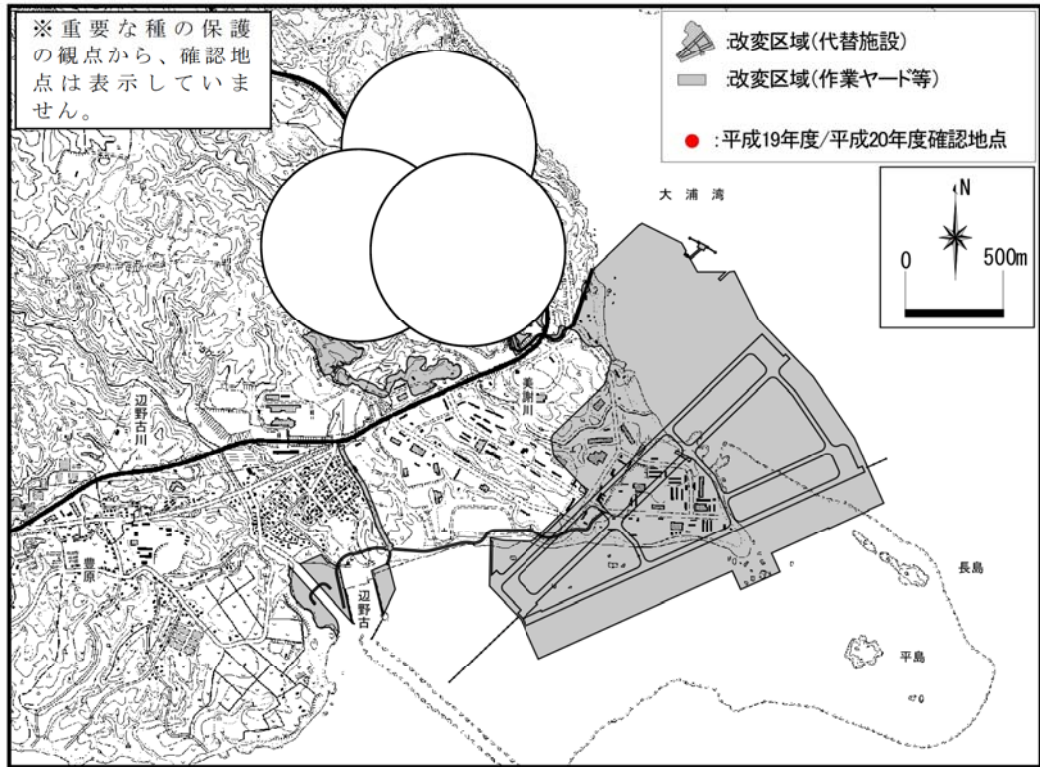 ※重要な種の保護
の観点から、確認地
点は表示していま
せん。
:改変区域(代替施設)
:改変区域(作業ヤード等)
:平成19年度/平成20年度確認地点
大浦湾
N
0 500m
美謝川
辺野古川
豊原
辺野古
長島
平島